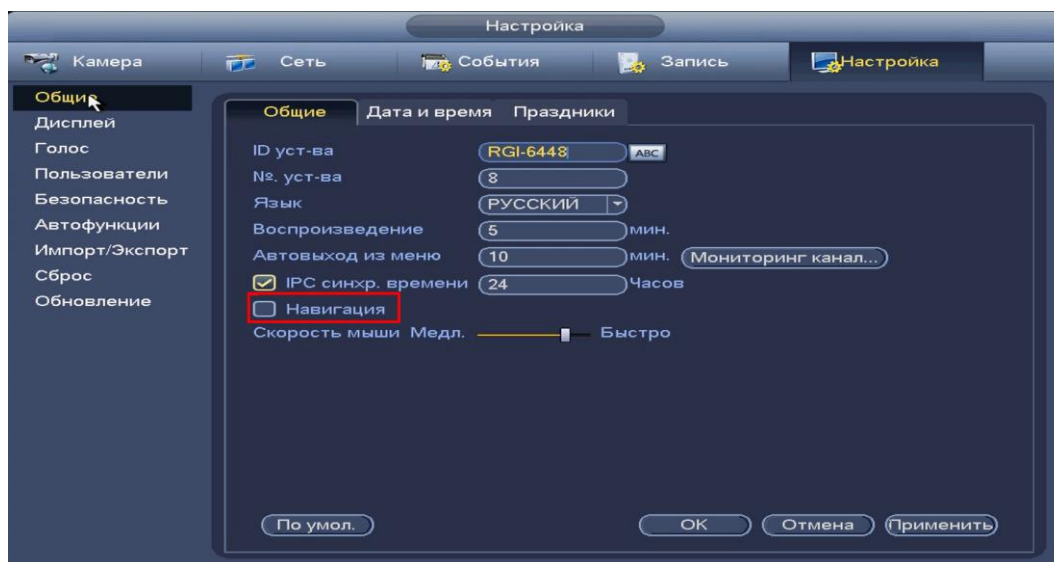 Настройка
Камера Сеть События Запись Настройка
Общие
Дисплей
Голос
Пользователи
Безопасность
Автофункции
Импорт/Экспорт
Сброс
Обновление
Общие Дата и время Праздники
ID уст-ва RGI-6448 ABC
№. уст-ва 8
Язык РУССКИЙ
Воспроизведение 5 мин.
Автовыход из меню 10 мин. Мониторинг канал...
IPC синхр. времени 24 Часов
Навигация
Скорость мыши Медл. Быстро
По умол. OK Отмена Применить